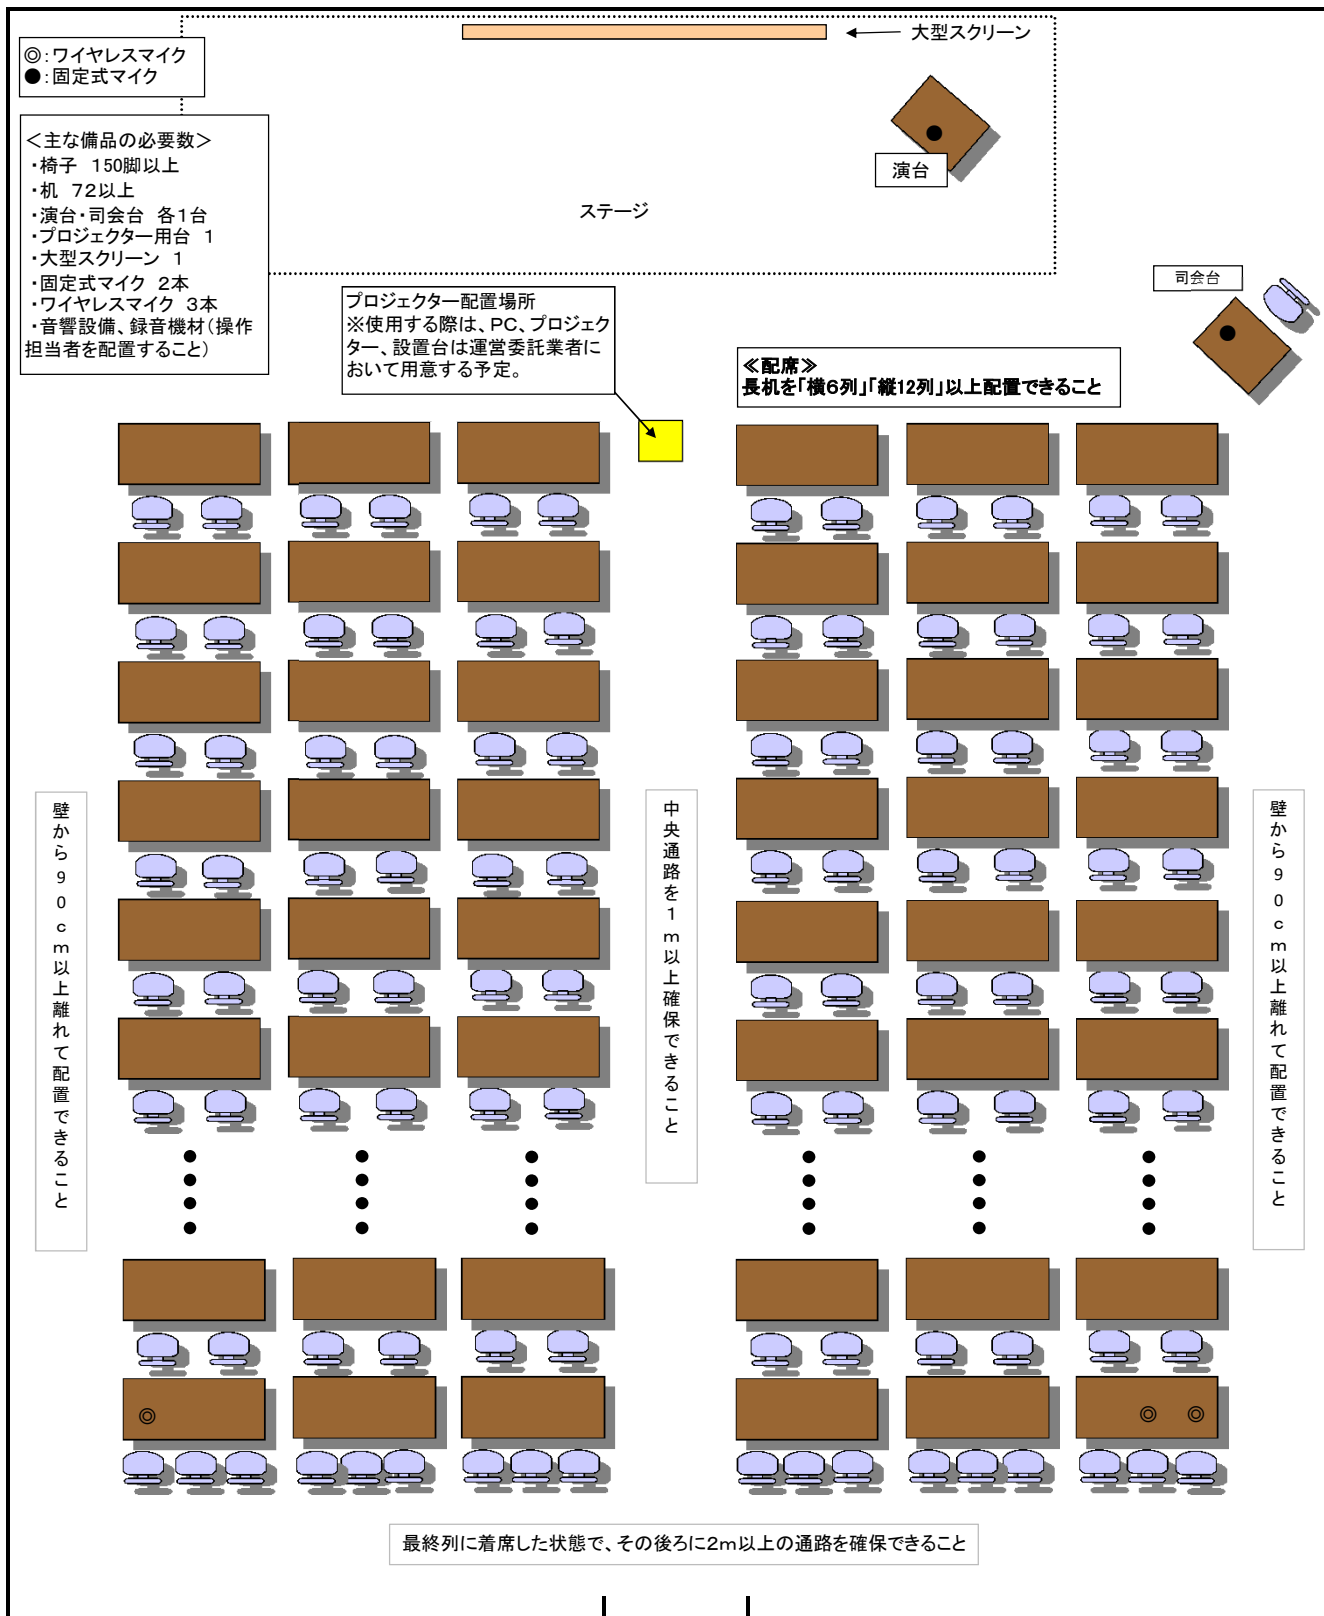 大型スクリーン
◎:ワイヤレスマイク
●:固定式マイク
<主な備品の必要数>
・椅子 150脚以上
・机 72以上
・演台・司会台 各1台
・プロジェクター用台 1
・大型スクリーン 1
・固定式マイク 2本
・ワイヤレスマイク 3本
・音響設備、録音機材(操作
担当者を配置すること)
演台
ステージ
司会台
プロジェクター配置場所
※使用する際は、PC、プロジェク
ター、設置台は運営委託業者に
おいて用意する予定。
≪配席≫
長机を「横6列」「縦12列」以上配置できること
壁から90cm以上離れて配置できること
中央通路を1m以上確保できること
壁から90cm以上離れて配置できること
◎
◎ ◎
最終列に着席した状態で、その後ろに2m以上の通路を確保できること